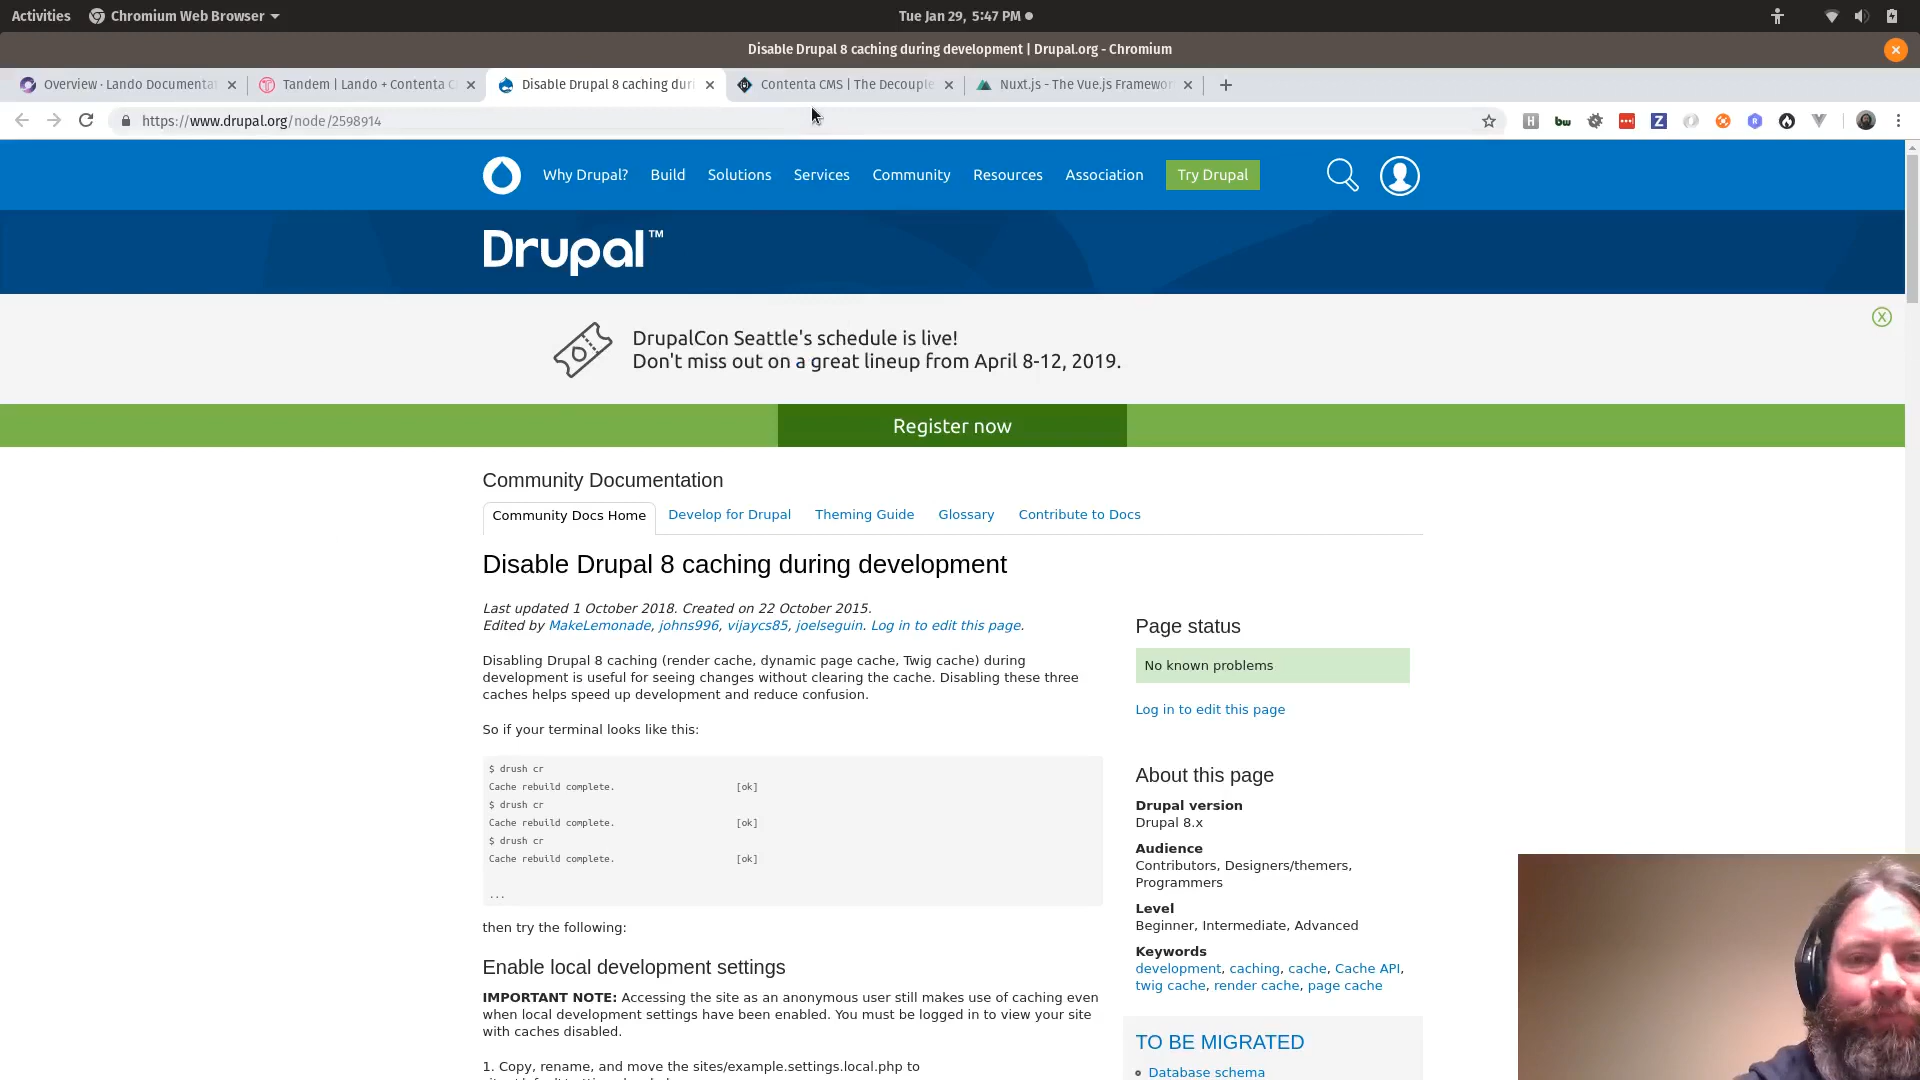 Activities Chromium Web Browser Tue Jan 29, 5:47 PM
Disable Drupal 8 caching during development | Drupal.org - Chromium
Overview · Lando Documenta Tandem | Lando + Contenta C Disable Drupal 8 caching duri Contenta CMS | The Decouple Nuxt.js - The Vue.js Framewor
https://www.drupal.org/node/2598914
Why Drupal? Build Solutions Services Community Resources Association Try Drupal
Drupal™
DrupalCon Seattle's schedule is live!
Don't miss out on a great lineup from April 8-12, 2019.
Register now
Community Documentation
Community Docs Home Develop for Drupal Theming Guide Glossary Contribute to Docs
Disable Drupal 8 caching during development
Last updated 1 October 2018. Created on 22 October 2015.
Edited by MakeLemonade, johns996, vijaycs85, joelseguin. Log in to edit this page.
Disabling Drupal 8 caching (render cache, dynamic page cache, Twig cache) during
development is useful for seeing changes without clearing the cache. Disabling these three
caches helps speed up development and reduce confusion.
So if your terminal looks like this:
$ drush cr
Cache rebuild complete. [ok]
$ drush cr
Cache rebuild complete. [ok]
$ drush cr
Cache rebuild complete. [ok]
...
then try the following:
Enable local development settings
IMPORTANT NOTE: Accessing the site as an anonymous user still makes use of caching even
when local development settings have been enabled. You must be logged in to view your site
with caches disabled.
1. Copy, rename, and move the sites/example.settings.local.php to
Page status
No known problems
Log in to edit this page
About this page
Drupal version
Drupal 8.x
Audience
Contributors, Designers/themers,
Programmers
Level
Beginner, Intermediate, Advanced
Keywords
development, caching, cache, Cache API,
twig cache, render cache, page cache
TO BE MIGRATED
Database schema